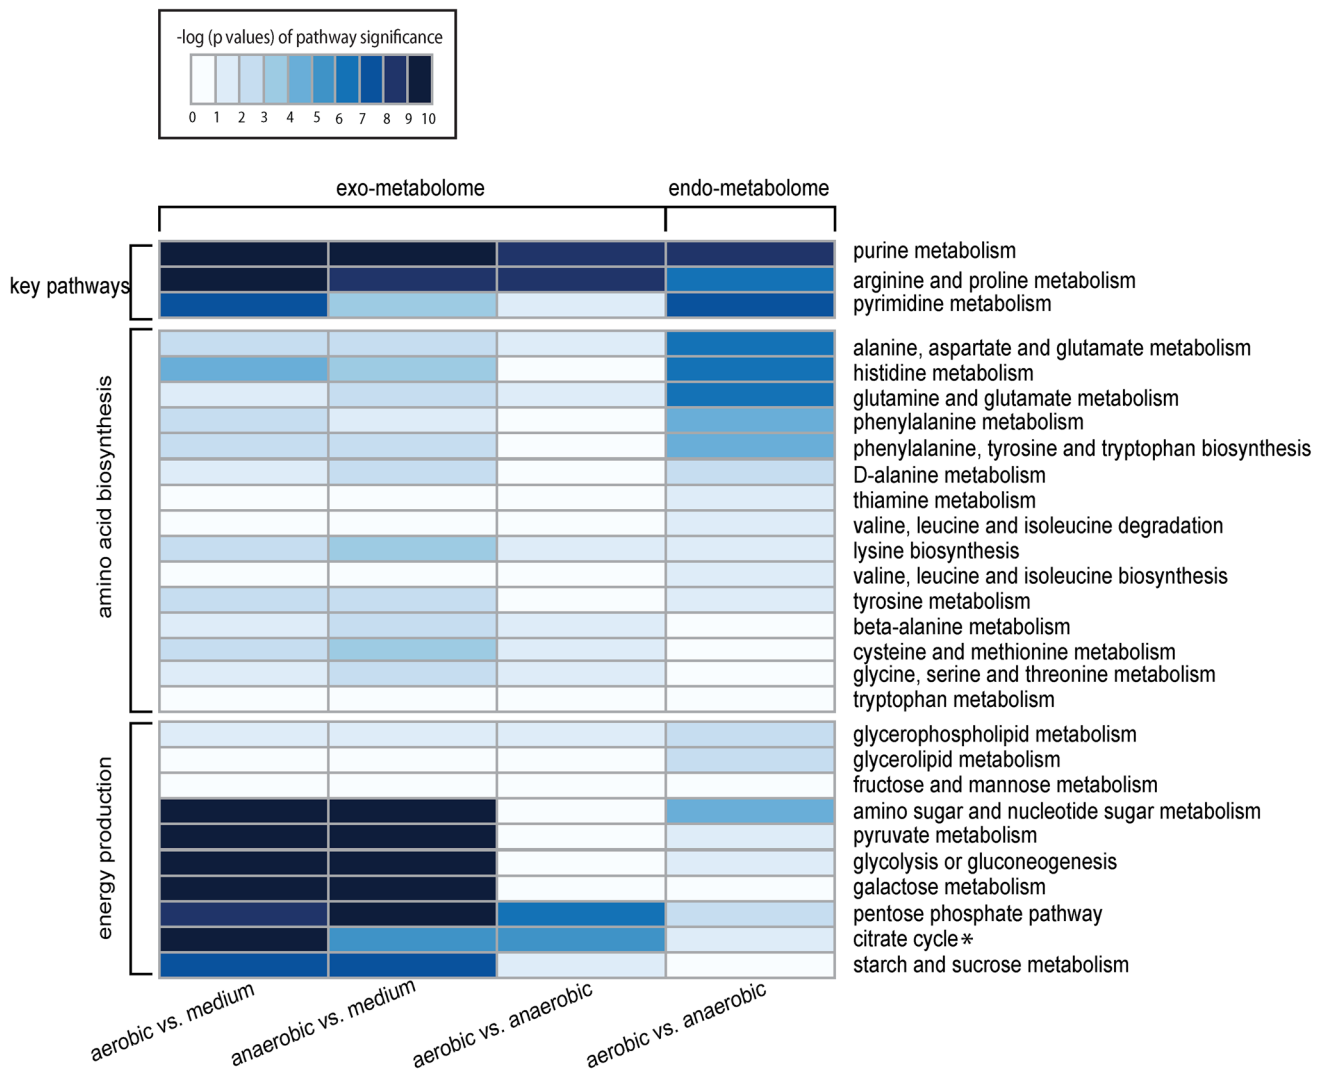 -log (p values) of pathway significance
0 1 2 3 4 5 6 7 8 9 10
exo-metabolome endo-metabolome
key pathways
purine metabolism
arginine and proline metabolism
pyrimidine metabolism
amino acid biosynthesis
alanine, aspartate and glutamate metabolism
histidine metabolism
glutamine and glutamate metabolism
phenylalanine metabolism
phenylalanine, tyrosine and tryptophan biosynthesis
D-alanine metabolism
thiamine metabolism
valine, leucine and isoleucine degradation
lysine biosynthesis
valine, leucine and isoleucine biosynthesis
tyrosine metabolism
beta-alanine metabolism
cysteine and methionine metabolism
glycine, serine and threonine metabolism
tryptophan metabolism
energy production
glycerophospholipid metabolism
glycerolipid metabolism
fructose and mannose metabolism
amino sugar and nucleotide sugar metabolism
pyruvate metabolism
glycolysis or gluconeogenesis
galactose metabolism
pentose phosphate pathway
citrate cycle*
starch and sucrose metabolism
aerobic vs. medium
anaerobic vs. medium
aerobic vs. anaerobic
aerobic vs. anaerobic